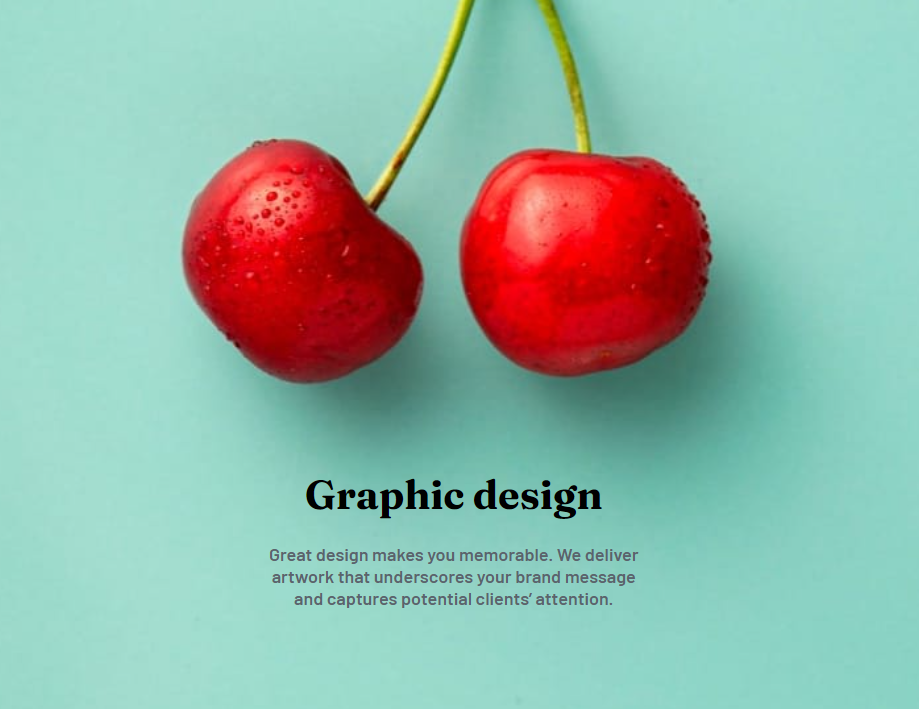 Graphic design
Great design makes you memorable. We deliver
artwork that underscores your brand message
and captures potential clients’ attention.